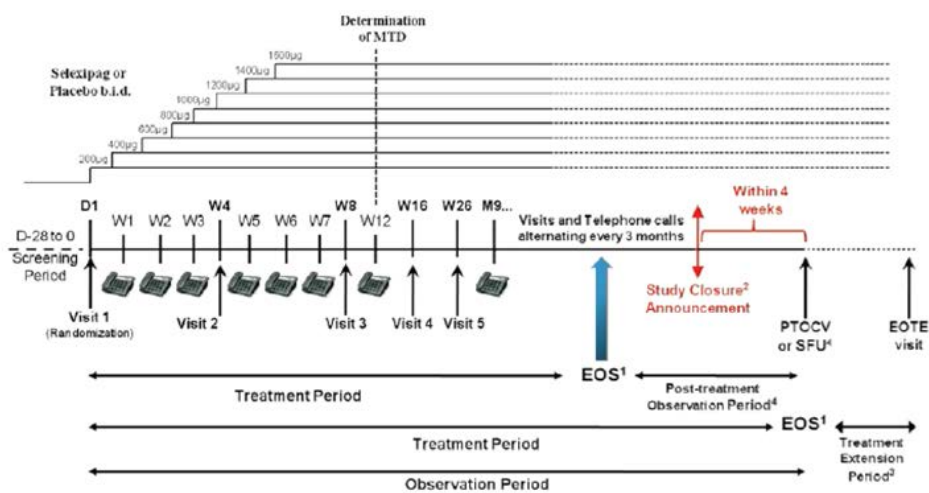 Determination
of MTD
Selexipag or
Placebo b.i.d.
1600µg
1400µg
1200µg
1000µg
800µg
600µg
400µg
200µg
D1 W1 W2 W3 W4 W5 W6 W7 W8 W12 W16 W26 M9...
D-28 to 0
Screening
Period
Visits and Telephone calls
alternating every 3 months
Within 4
weeks
Study Closure²
Announcement
Visit 1
(Randomization)
Visit 2
Visit 3
Visit 4
Visit 5
PTOCV
or SFU⁴
EOTE
visit
EOS¹
Treatment Period
Post-treatment
Observation Period⁴
EOS¹
Treatment Period
Treatment
Extension
Period³
Observation Period